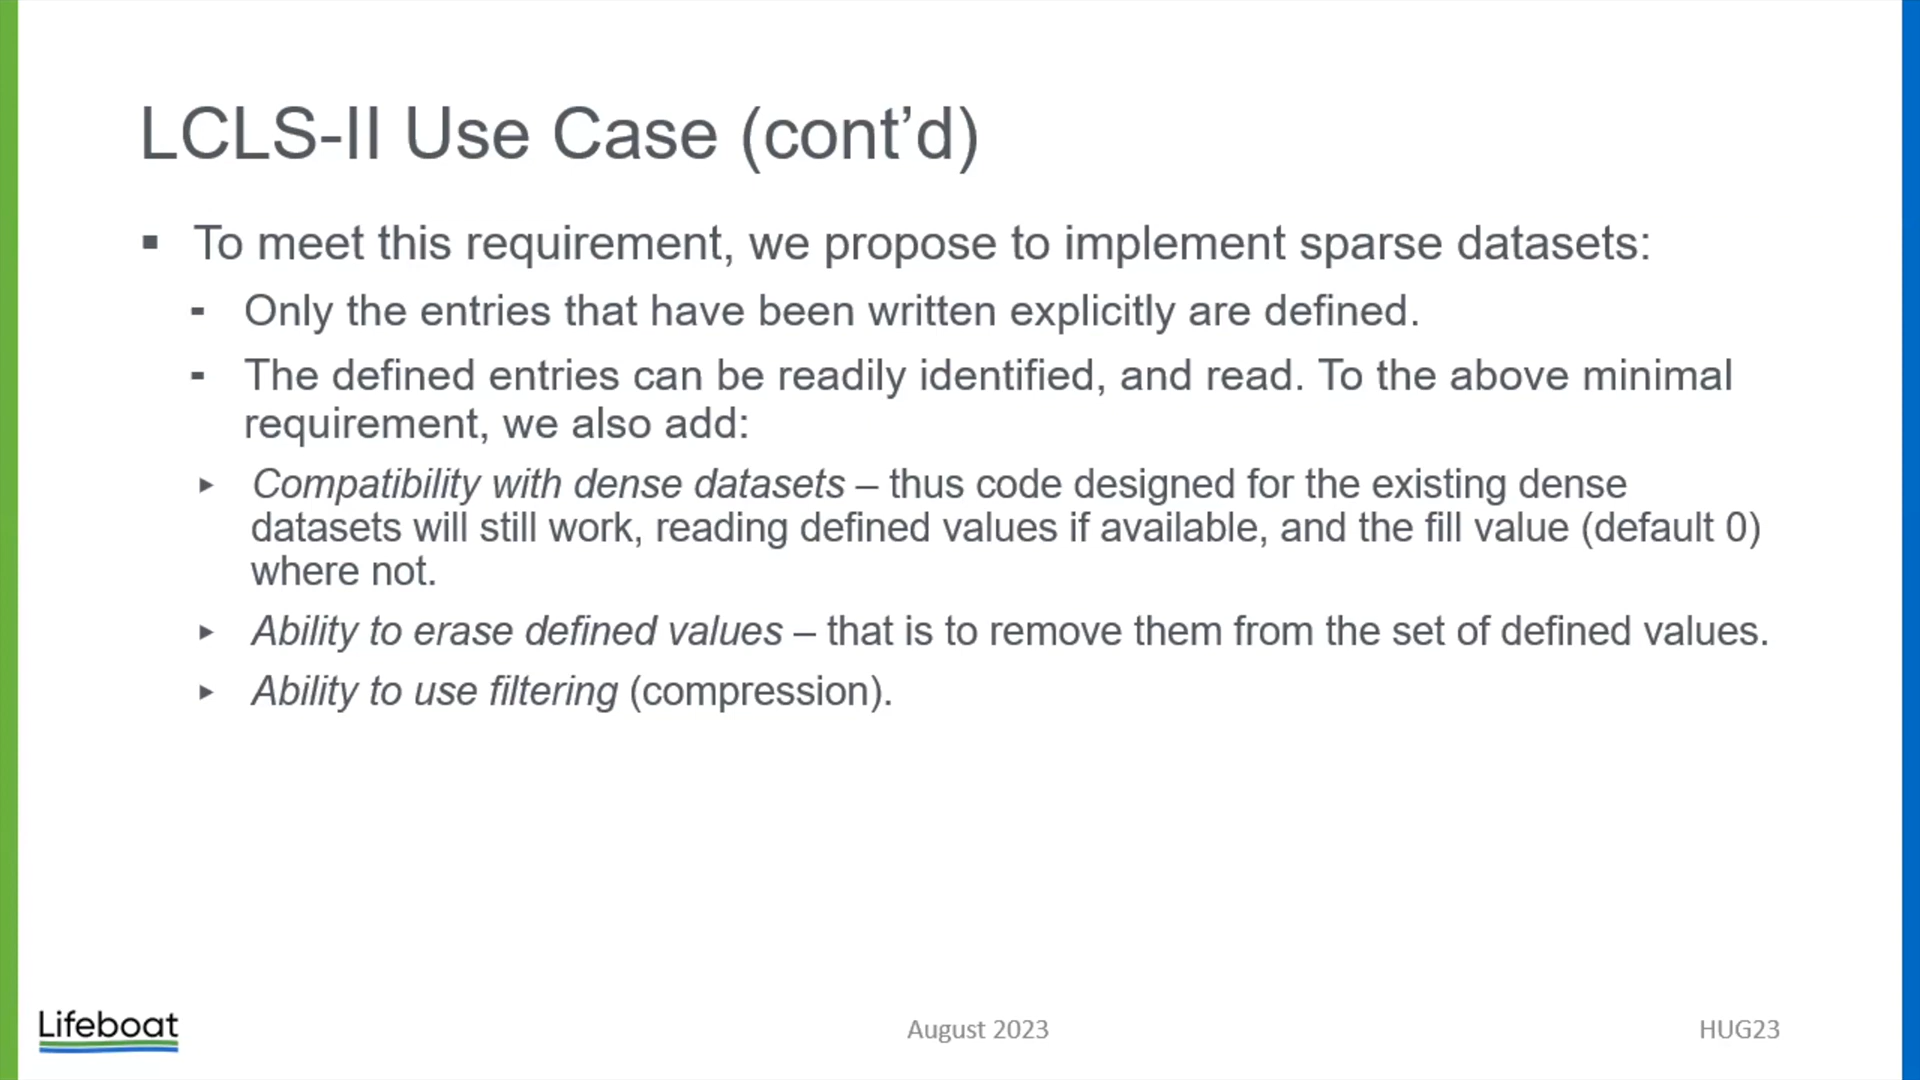 LCLS-II Use Case (cont’d)
▪ To meet this requirement, we propose to implement sparse datasets:
- Only the entries that have been written explicitly are defined.
- The defined entries can be readily identified, and read. To the above minimal
requirement, we also add:
▸ Compatibility with dense datasets – thus code designed for the existing dense
datasets will still work, reading defined values if available, and the fill value (default 0)
where not.
▸ Ability to erase defined values – that is to remove them from the set of defined values.
▸ Ability to use filtering (compression).
Lifeboat
August 2023
HUG23